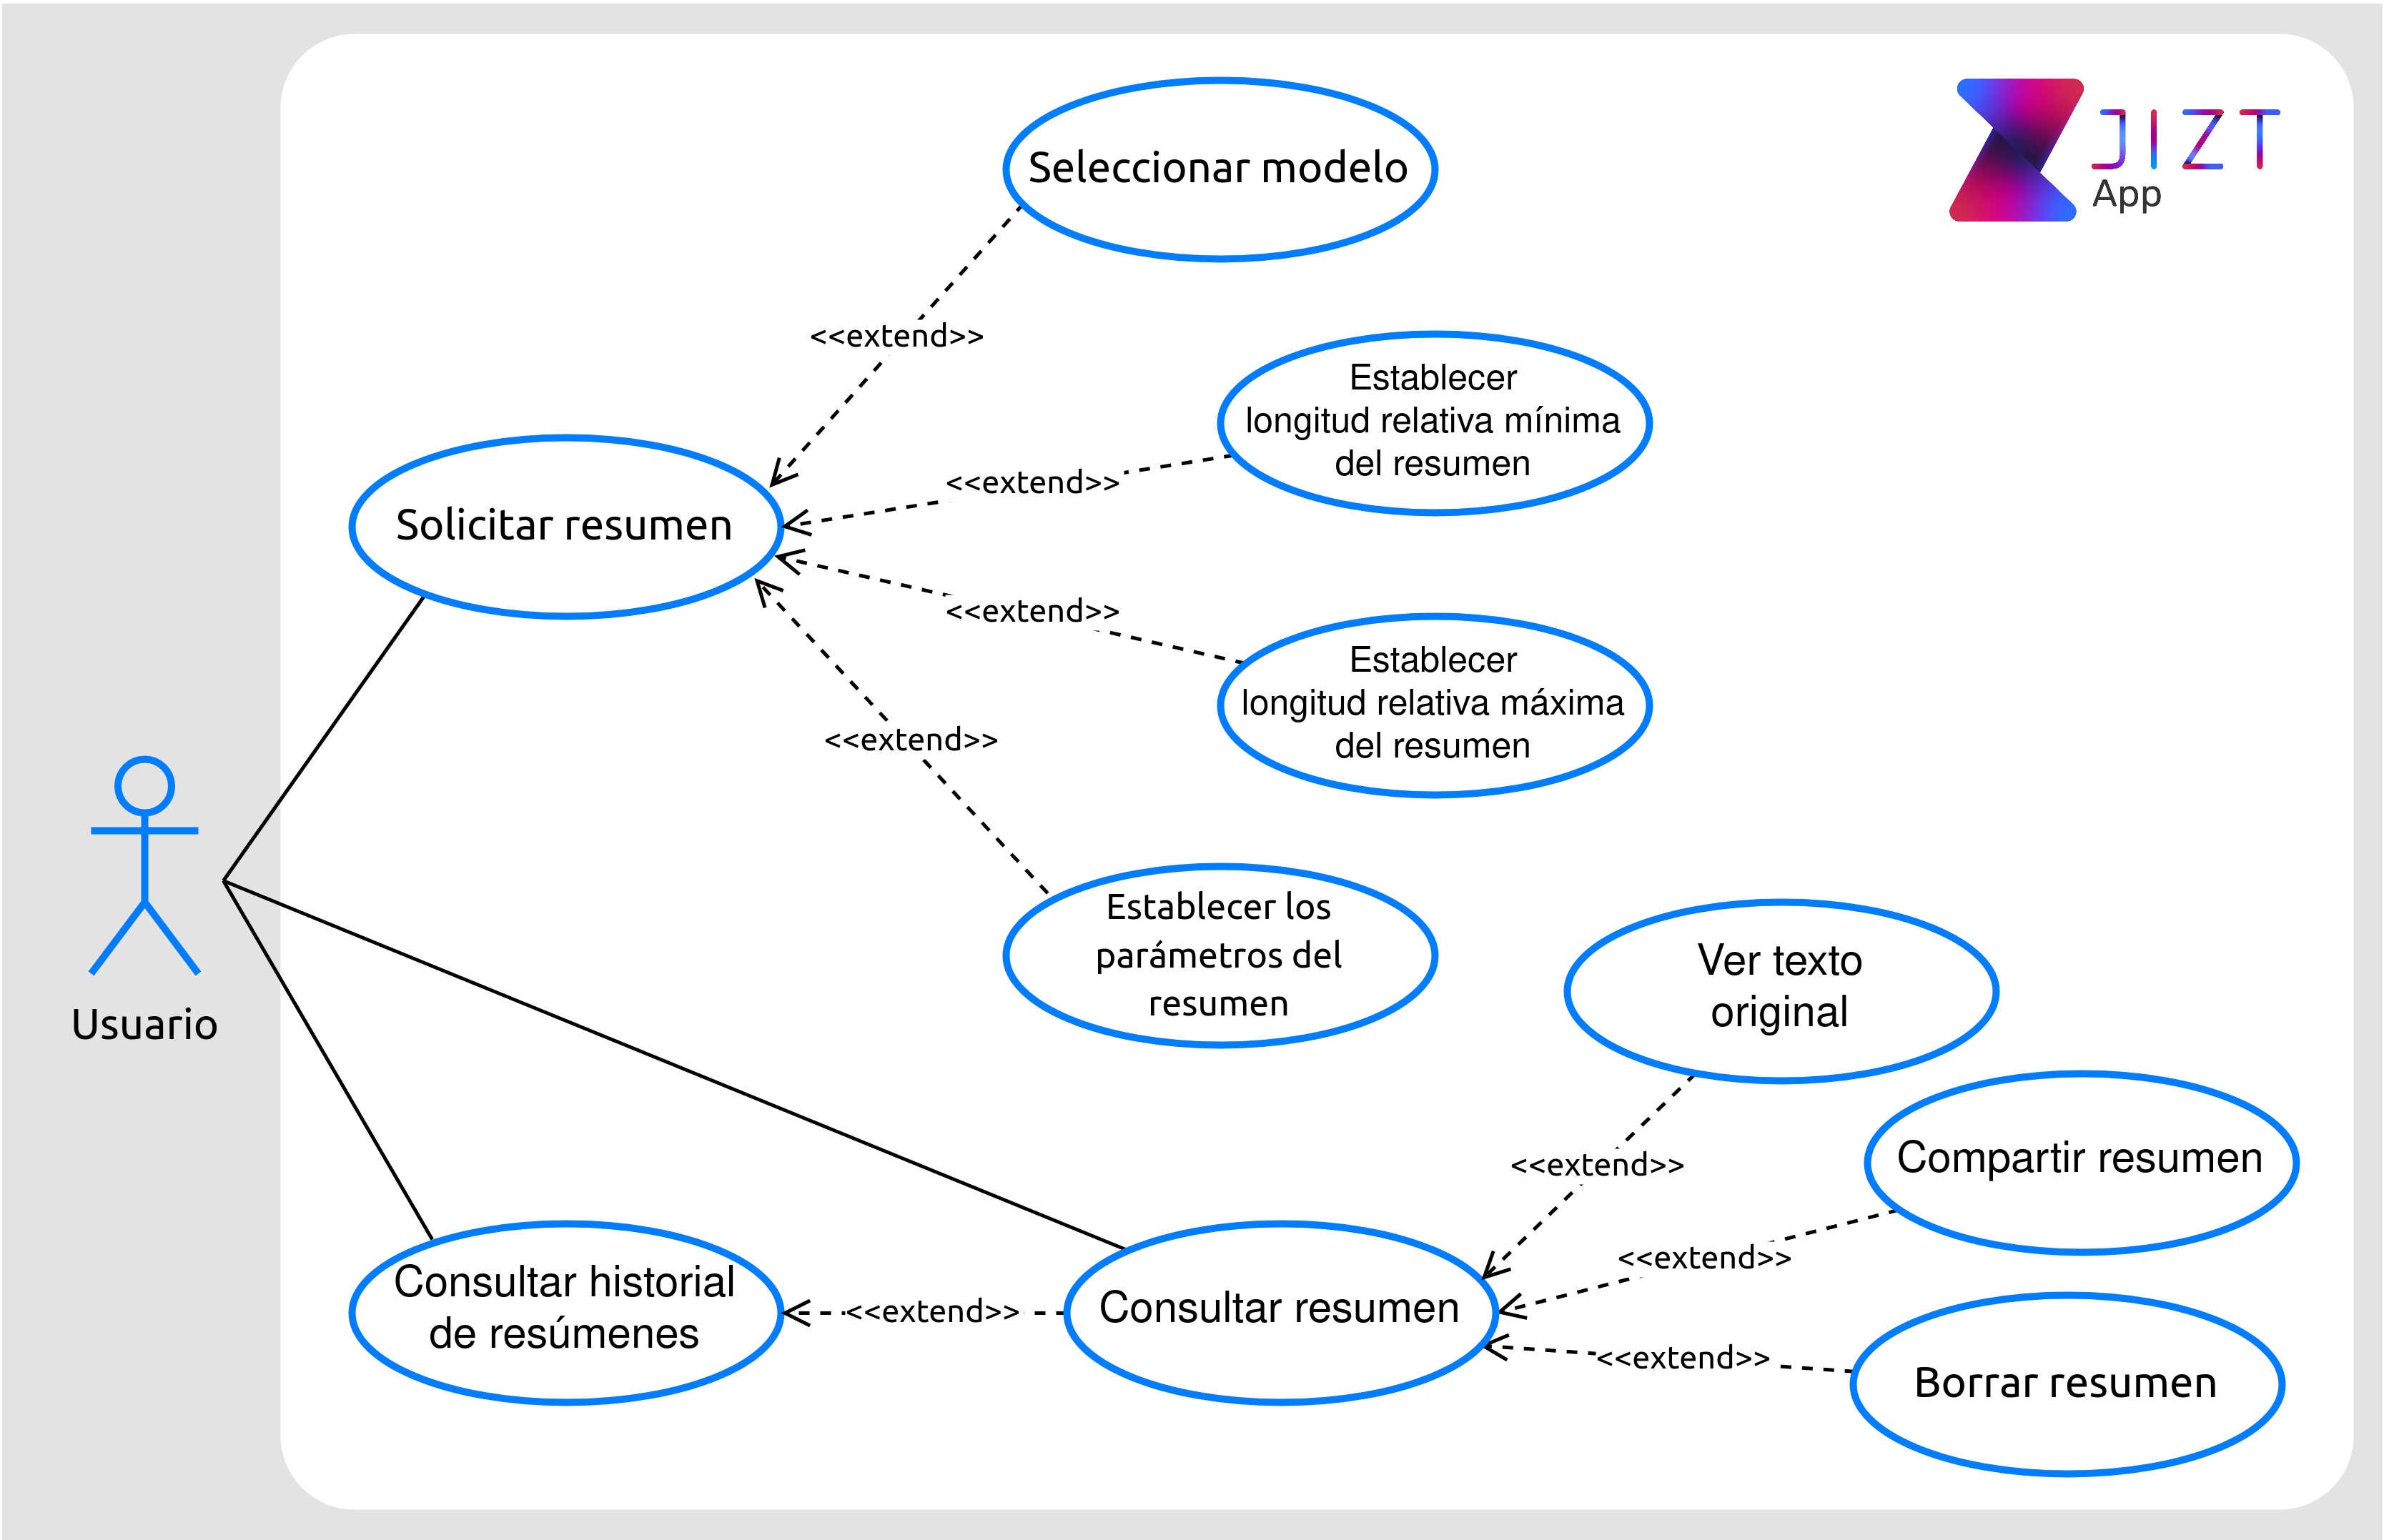 JIZT
App
Seleccionar modelo
<<extend>>
Establecer
longitud relativa mínima
del resumen
<<extend>>
Solicitar resumen
<<extend>>
Establecer
longitud relativa máxima
del resumen
<<extend>>
Establecer los
parámetros del
resumen
Usuario
Ver texto
original
<<extend>>
Compartir resumen
<<extend>>
Consultar historial
de resúmenes
<<extend>>
Consultar resumen
<<extend>>
Borrar resumen